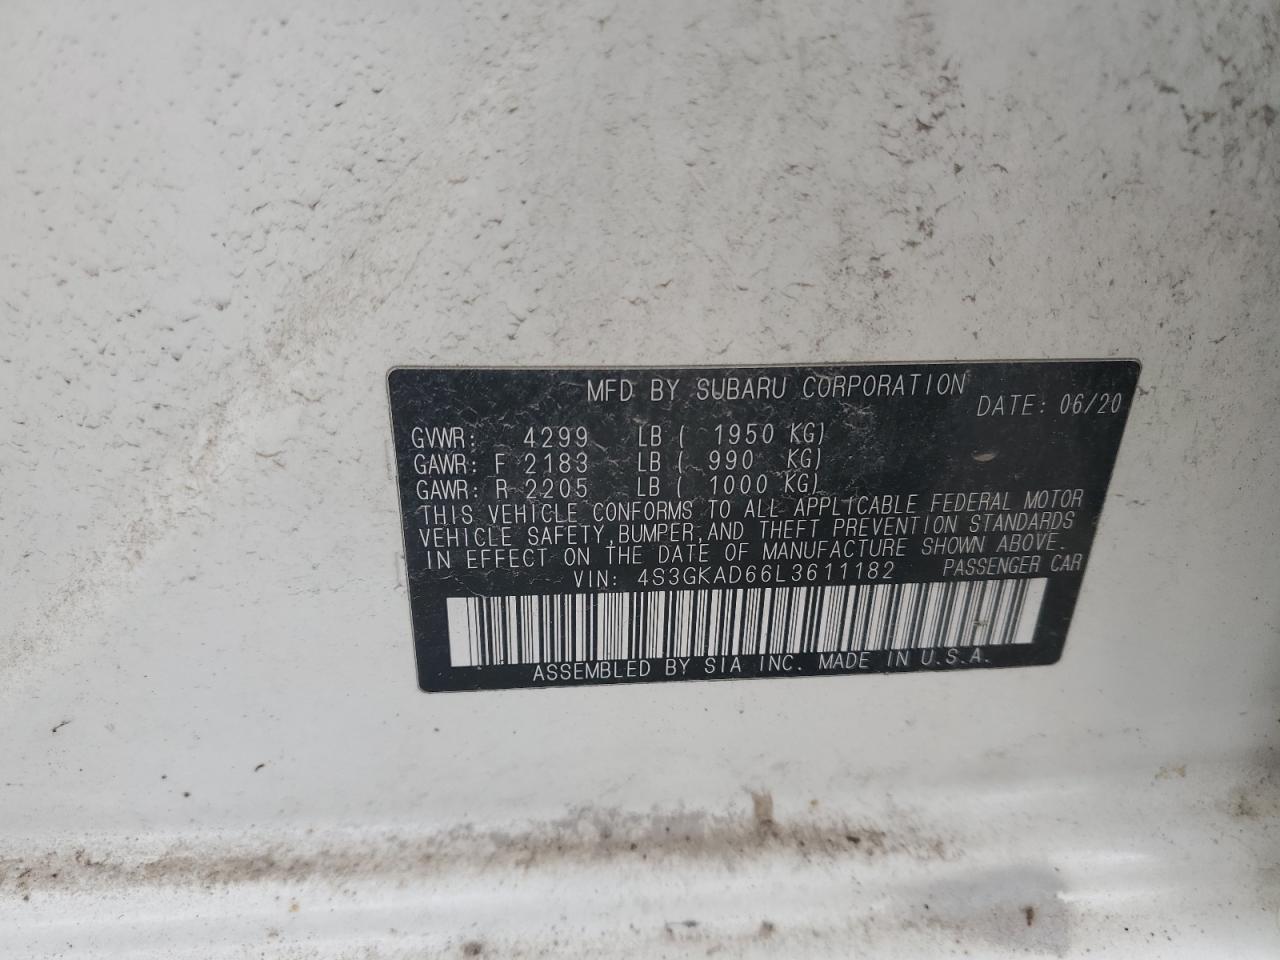 MFD BY SUBARU CORPORATION
DATE: 06/20
GVWR: 4299 LB ( 1950 KG)
GAWR: F 2183 LB ( 990 KG)
GAWR: R 2205 LB ( 1000 KG)
THIS VEHICLE CONFORMS TO ALL APPLICABLE FEDERAL MOTOR
VEHICLE SAFETY, BUMPER, AND THEFT PREVENTION STANDARDS
IN EFFECT ON THE DATE OF MANUFACTURE SHOWN ABOVE.
VIN: 4S3GKAD66L3611182 PASSENGER CAR
ASSEMBLED BY SIA INC. MADE IN U.S.A.